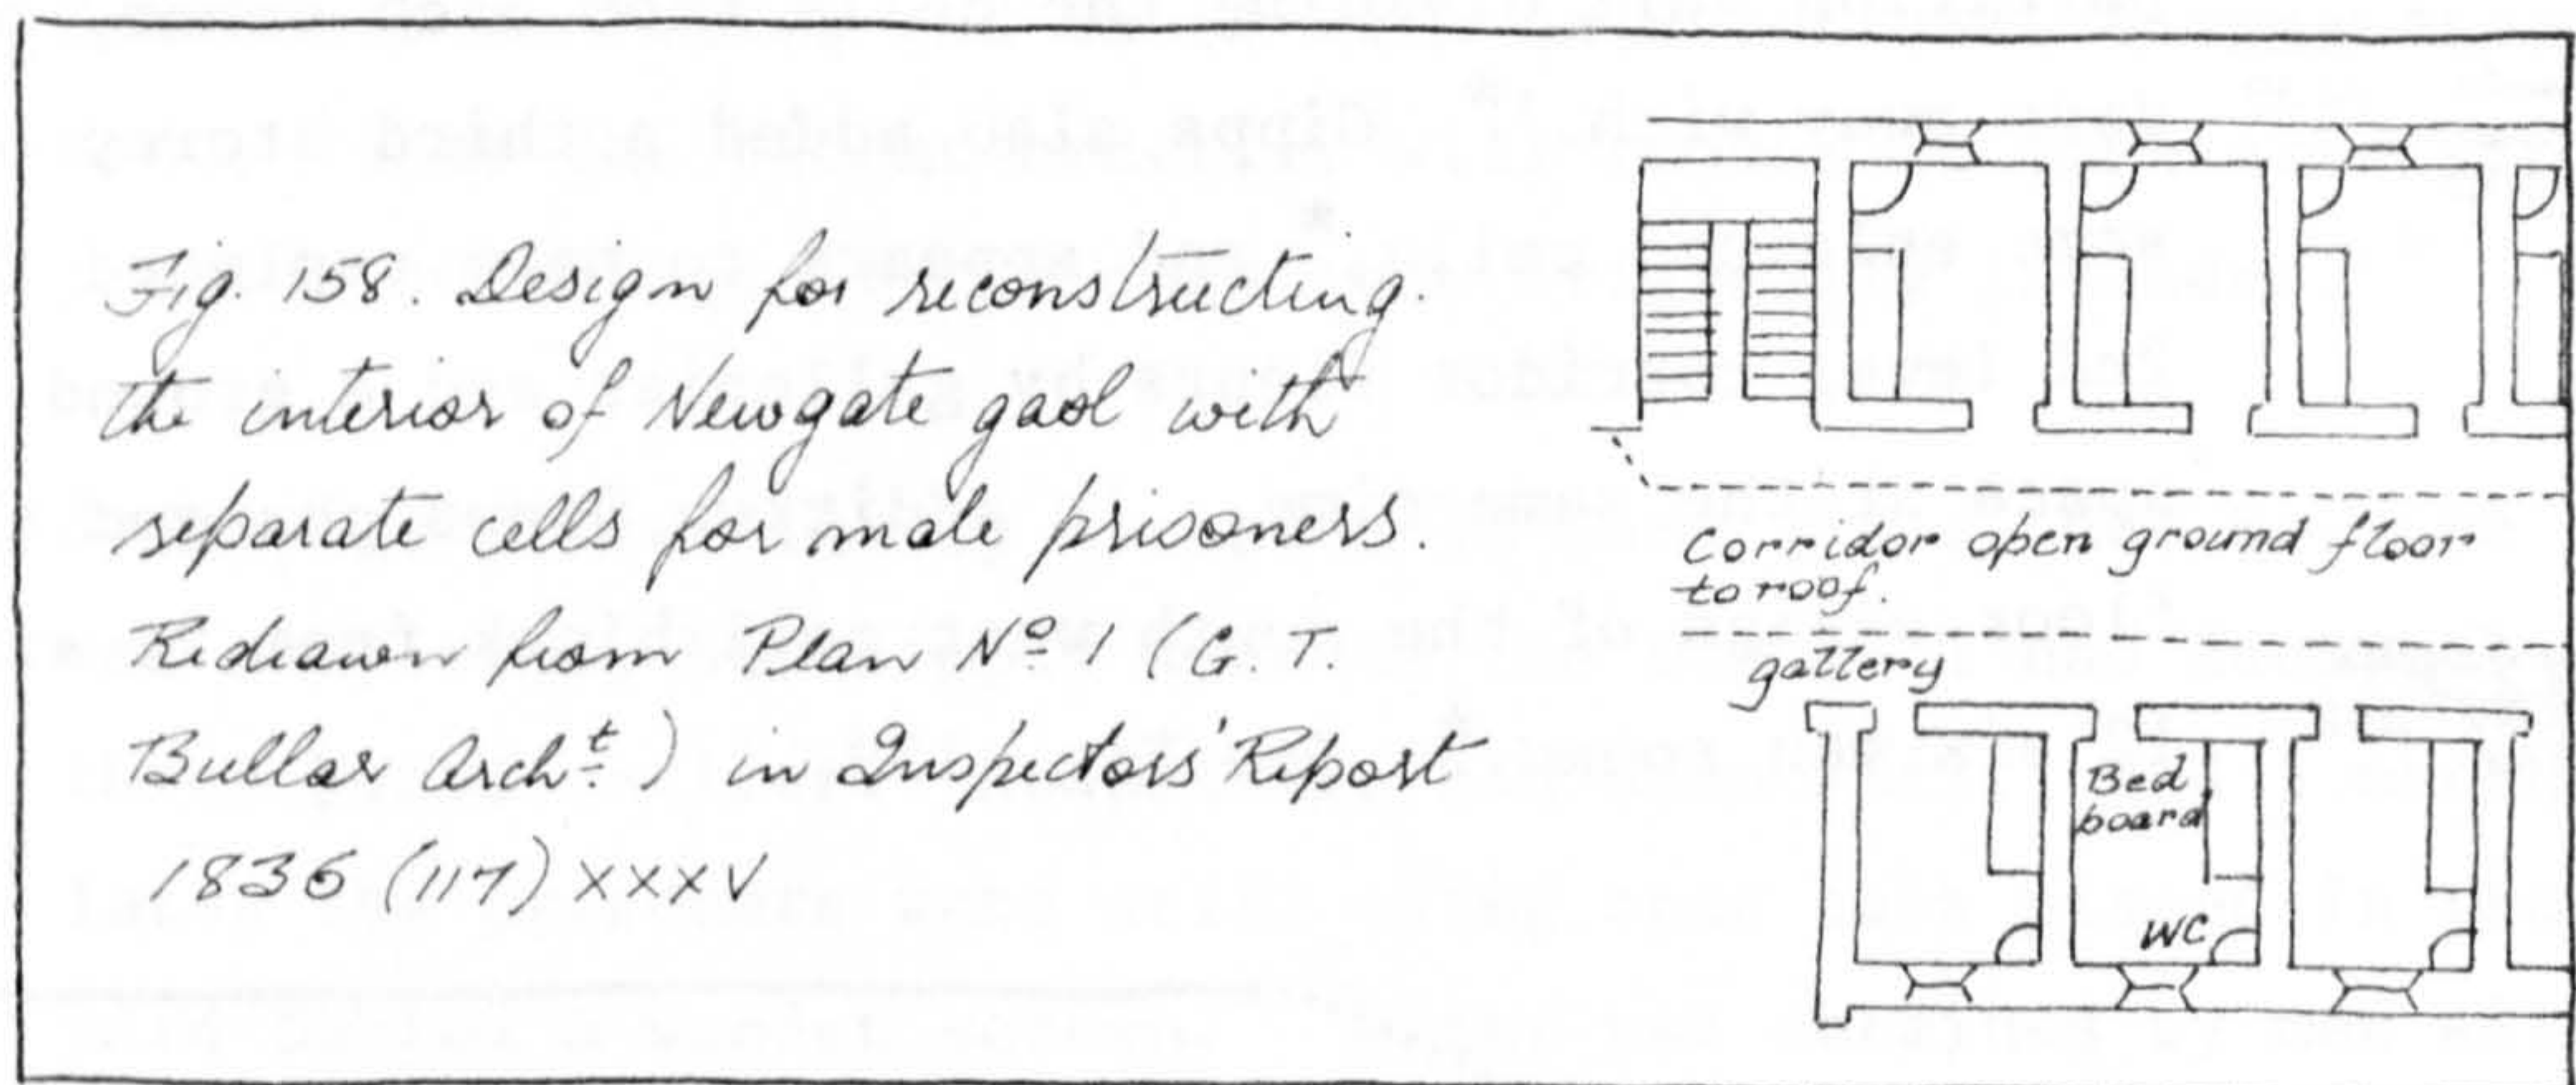 Fig. 158. Design for reconstructing.
the interior of Newgate gaol with
separate cells for male prisoners.
Redrawn from Plan Nº 1 (G. T.
Bullar Archt.) in Inspectors' Report
1836 (117) XXXV
Corridor open ground floor
to roof.
gallery
Bed
board
WC